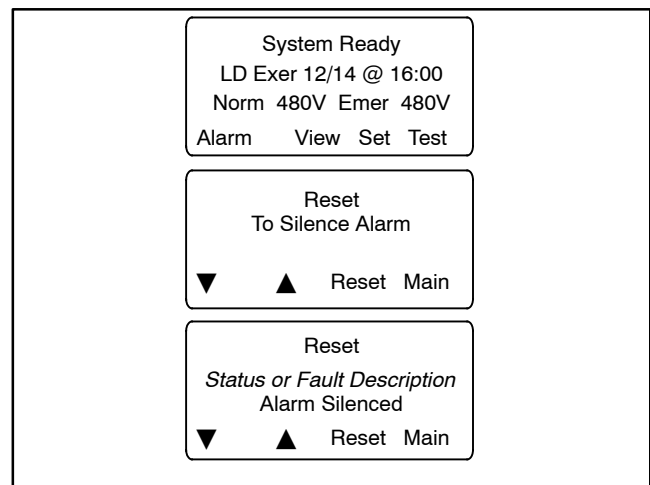 System Ready
LD Exer 12/14 @ 16:00
Norm 480V Emer 480V
Alarm View Set Test
Reset
To Silence Alarm
▼ ▲ Reset Main
Reset
Status or Fault Description
Alarm Silenced
▼ ▲ Reset Main